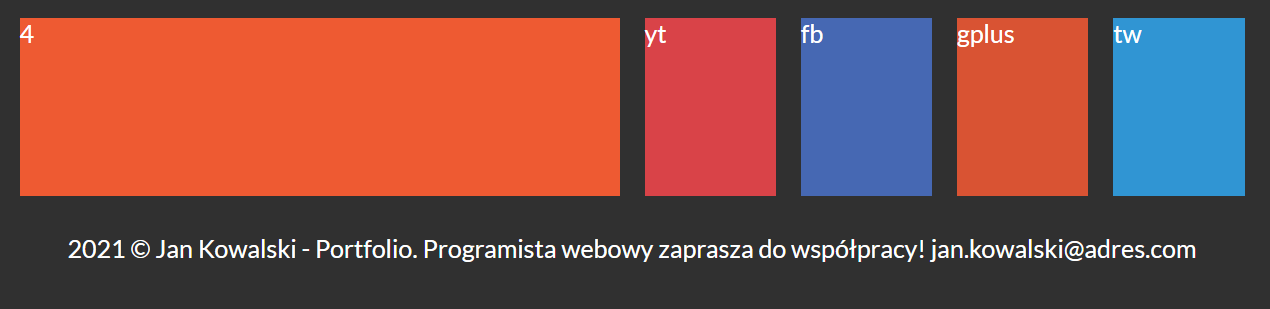 4 yt fb gplus tw
2021 © Jan Kowalski - Portfolio. Programista webowy zaprasza do współpracy! jan.kowalski@adres.com